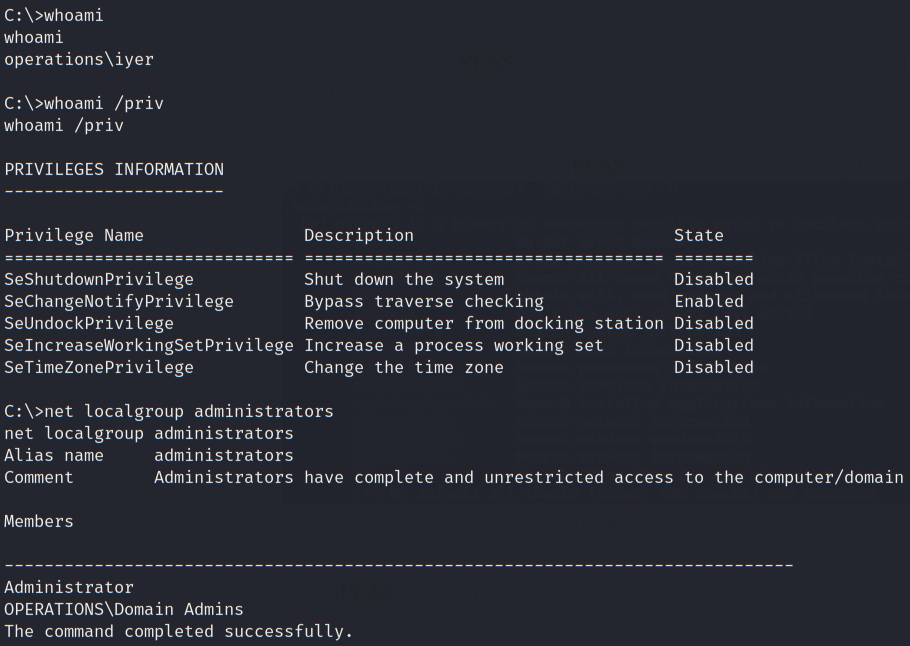 C:\>whoami
whoami
operations\iyer
C:\>whoami /priv
whoami /priv
PRIVILEGES INFORMATION
----------------------
Privilege Name                Description                          State
============================= ==================================== ========
SeShutdownPrivilege           Shut down the system                 Disabled
SeChangeNotifyPrivilege       Bypass traverse checking             Enabled
SeUndockPrivilege             Remove computer from docking station Disabled
SeIncreaseWorkingSetPrivilege Increase a process working set       Disabled
SeTimeZonePrivilege           Change the time zone                 Disabled
C:\>net localgroup administrators
net localgroup administrators
Alias name     administrators
Comment        Administrators have complete and unrestricted access to the computer/domain
Members
-------------------------------------------------------------------------------
Administrator
OPERATIONS\Domain Admins
The command completed successfully.